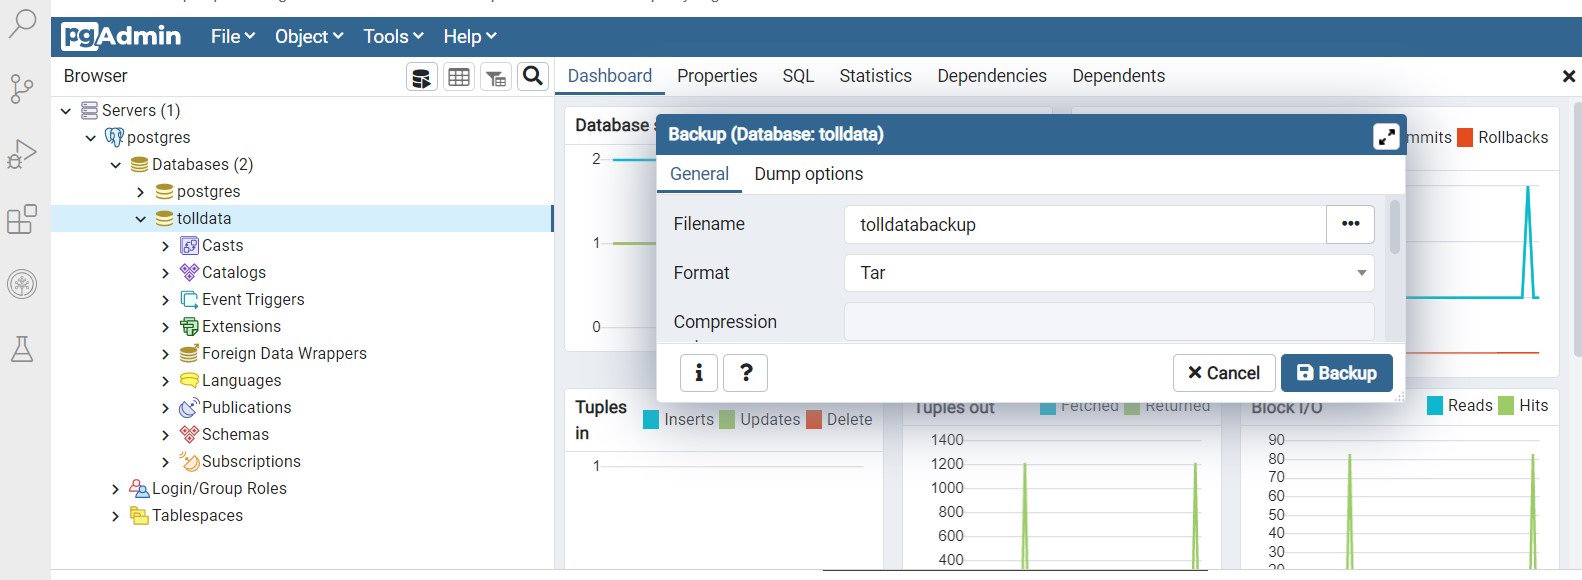 pgAdmin File Object Tools Help
Browser
Servers (1)
postgres
Databases (2)
postgres
tolldata
Casts
Catalogs
Event Triggers
Extensions
Foreign Data Wrappers
Languages
Publications
Schemas
Subscriptions
Login/Group Roles
Tablespaces
Dashboard Properties SQL Statistics Dependencies Dependents
Database s
2
1
0
mmits Rollbacks
Backup (Database: tolldata)
General Dump options
Filename tolldatabackup
Format Tar
Compression
i ? Cancel Backup
Tuples in
Inserts Updates Delete
1
Tuples out
Fetched Returned
1400
1200
1000
800
600
400
Block I/O
Reads Hits
90
80
70
60
50
40
30
20